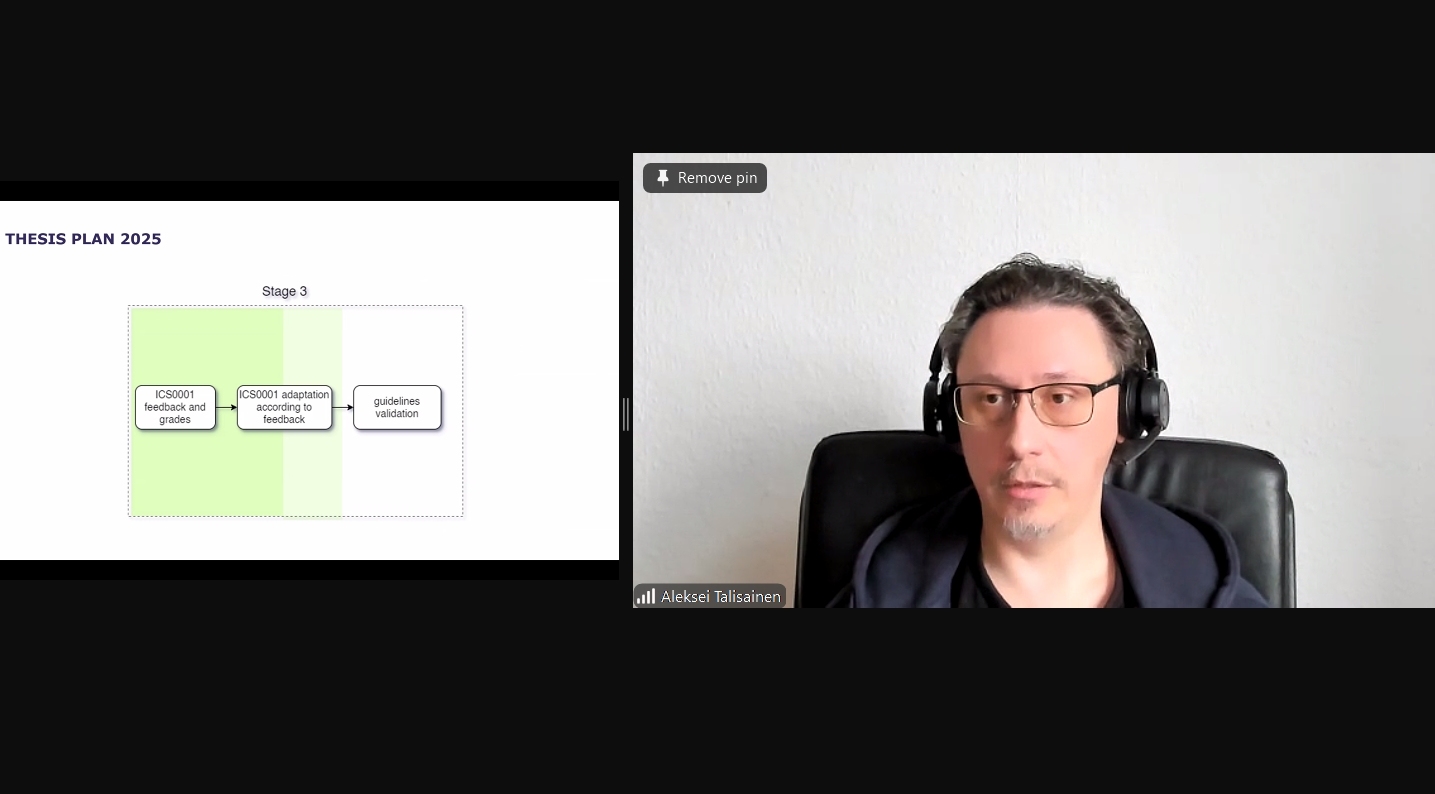 THESIS PLAN 2025
Stage 3
ICS0001
feedback and
grades
ICS0001 adaptation
according to
feedback
guidelines
validation
Remove pin
Aleksei Talisainen